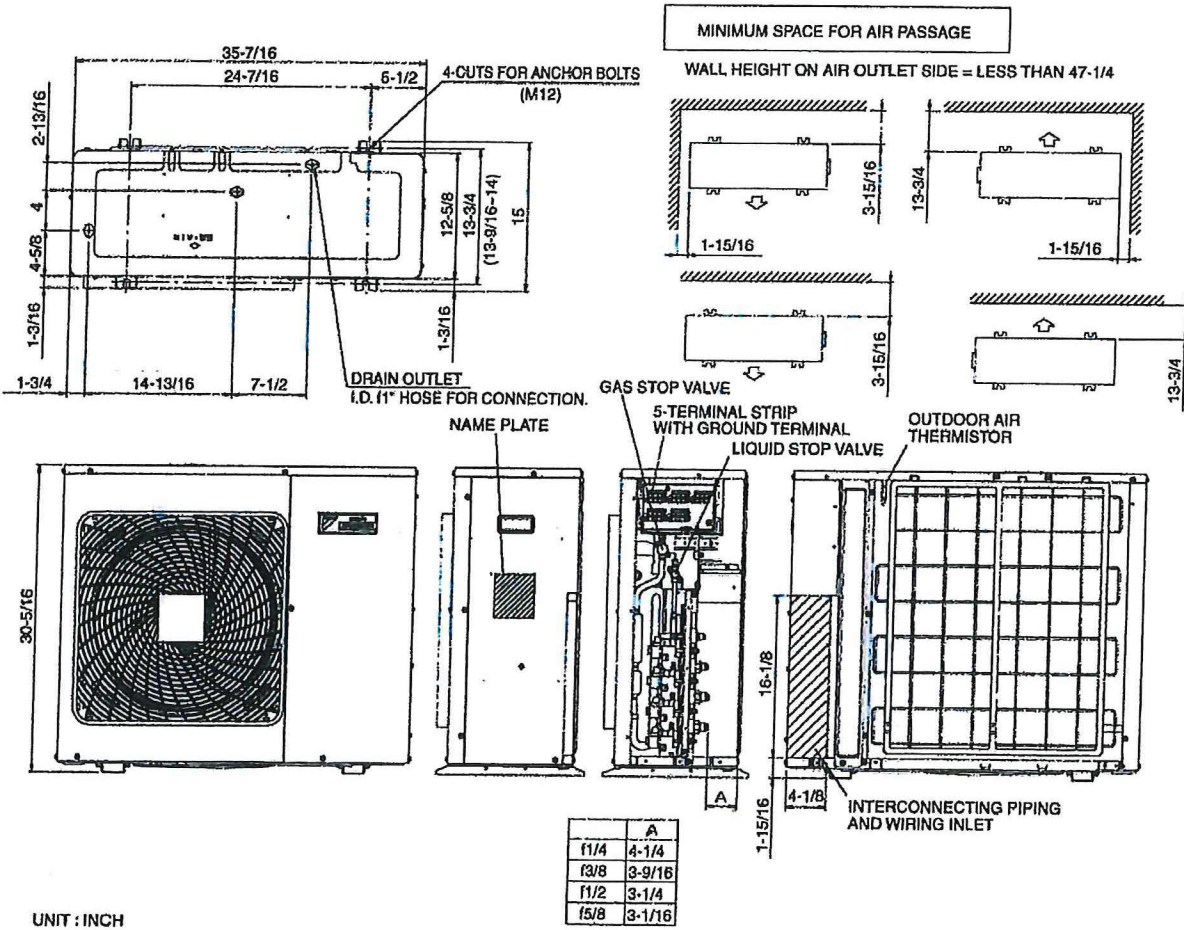 MINIMUM SPACE FOR AIR PASSAGE
WALL HEIGHT ON AIR OUTLET SIDE = LESS THAN 47-1/4
35-7/16
24-7/16
5-1/2
4-CUTS FOR ANCHOR BOLTS
(M12)
2-13/16
4
4-5/8
1-3/16
12-5/8
13-3/4
(13-9/16~14)
15
1-3/16
1-3/4
14-13/16
7-1/2
DRAIN OUTLET
I.D. f1" HOSE FOR CONNECTION.
3-15/16
1-15/16
13-3/4
1-15/16
3-15/16
13-3/4
NAME PLATE
GAS STOP VALVE
5-TERMINAL STRIP
WITH GROUND TERMINAL
LIQUID STOP VALVE
OUTDOOR AIR
THERMISTOR
30-5/16
A
16-1/8
4-1/8
1-15/16
INTERCONNECTING PIPING
AND WIRING INLET
A
f1/4 4-1/4
f3/8 3-9/16
f1/2 3-1/4
f5/8 3-1/16
UNIT : INCH